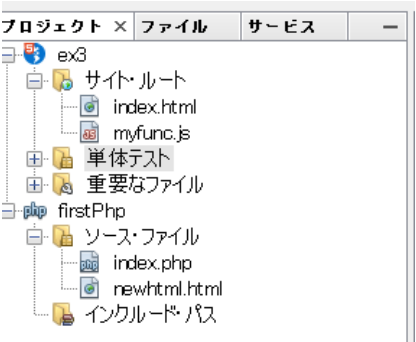 プロジェクト × ファイル サービス
ex3
サイト・ルート
index.html
myfunc.js
単体テスト
重要なファイル
firstPhp
ソース・ファイル
index.php
newhtml.html
インクルード・パス